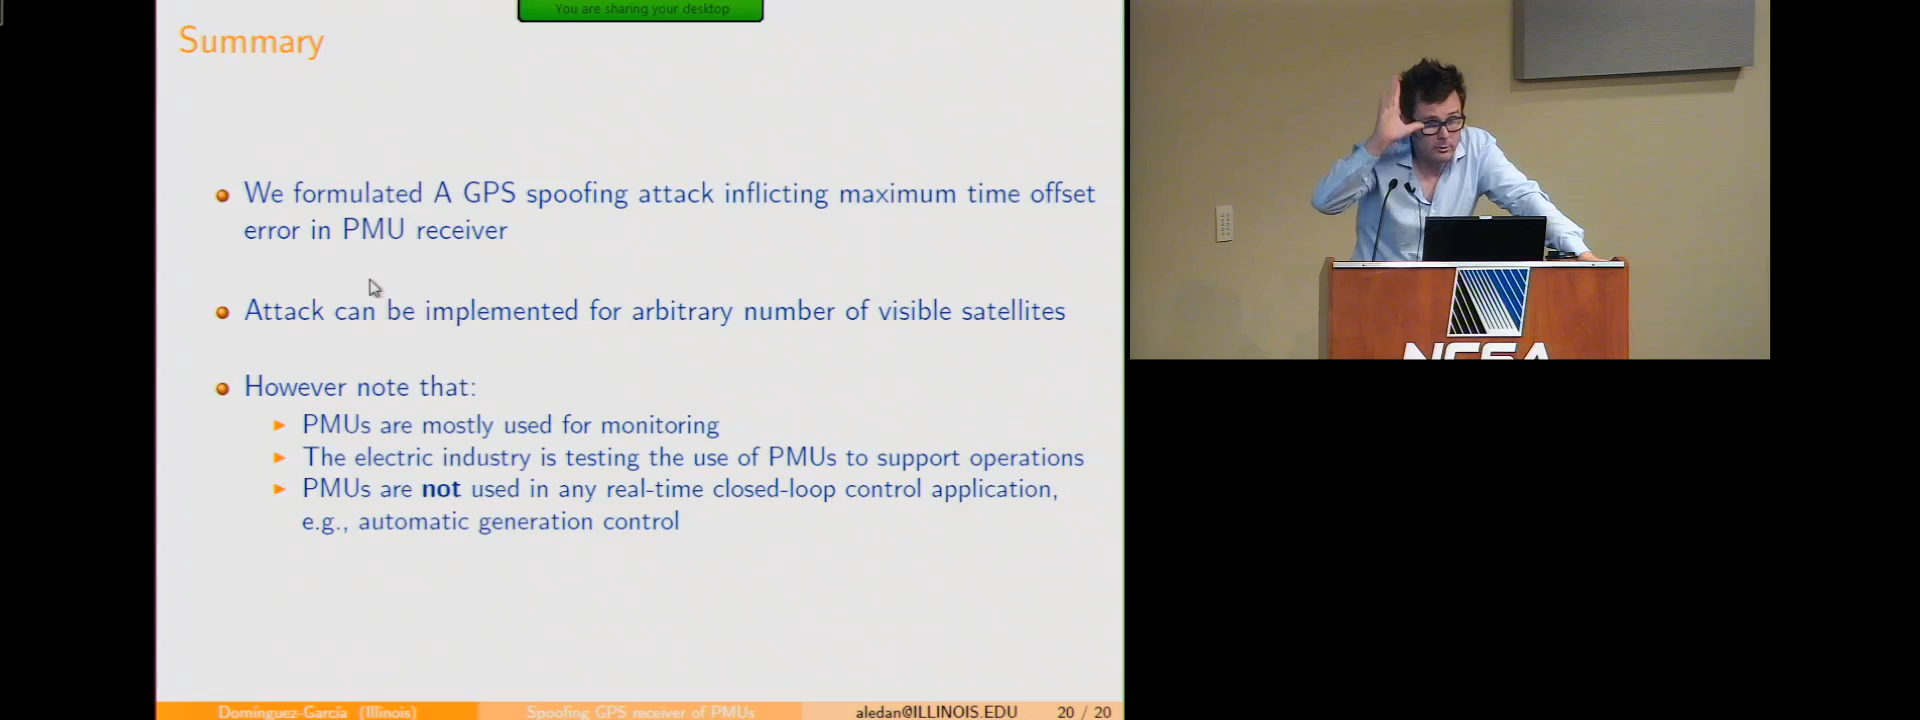 You are sharing your desktop
Summary
We formulated A GPS spoofing attack inflicting maximum time offset
error in PMU receiver
Attack can be implemented for arbitrary number of visible satellites
However note that:
PMUs are mostly used for monitoring
The electric industry is testing the use of PMUs to support operations
PMUs are not used in any real-time closed-loop control application,
e.g., automatic generation control
Domínguez-García (Illinois)
Spoofing GPS receiver of PMUs
aledan@ILLINOIS.EDU
20 / 20
NCSA